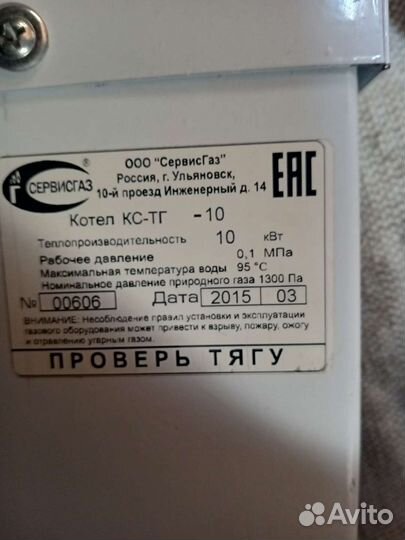 ООО "СервисГаз"
Россия, г. Ульяновск,
10-й проезд Инженерный д. 14
СЕРВИСГАЗ ®
EAC
Котел КС-ТГ -10
Теплопроизводительность 10 кВт
Рабочее давление 0,1 МПа
Максимальная температура воды 95 °C
Номинальное давление природного газа 1300 Па
№ 00606 Дата 2015 03
ВНИМАНИЕ: Несоблюдение правил установки и эксплуатации
газового оборудования может привести к взрыву, пожару, ожогу
и отравлению угарным газом.
ПРОВЕРЬ ТЯГУ
Avito